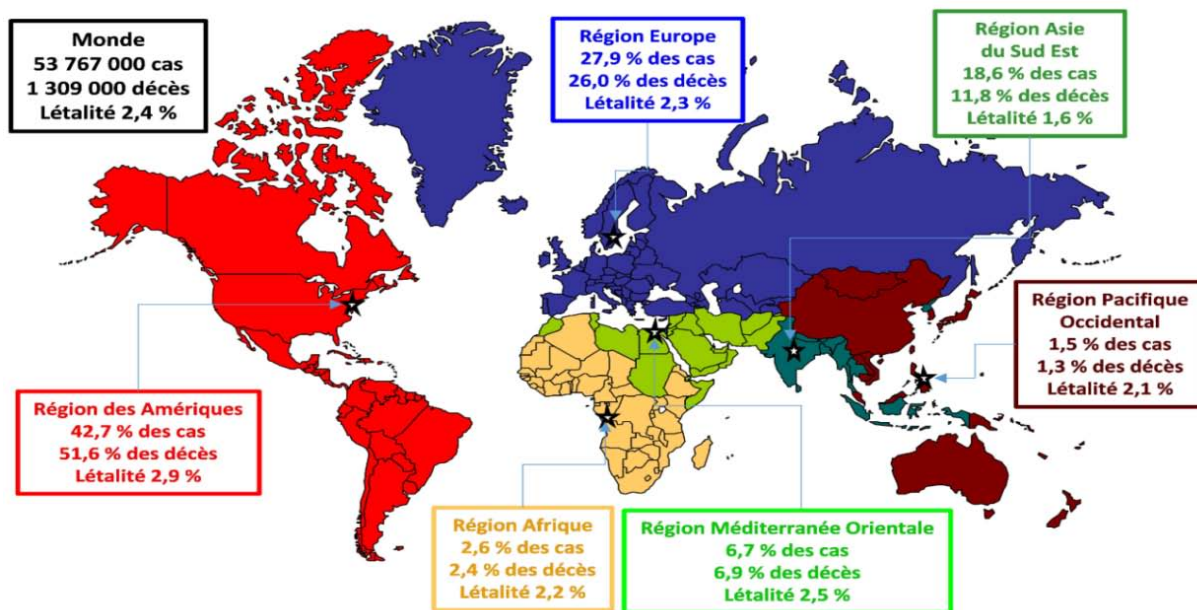 Monde
53 767 000 cas
1 309 000 décès
Létalité 2,4 %
Région Europe
27,9 % des cas
26,0 % des décès
Létalité 2,3 %
Région Asie
du Sud Est
18,6 % des cas
11,8 % des décès
Létalité 1,6 %
Région Pacifique
Occidental
1,5 % des cas
1,3 % des décès
Létalité 2,1 %
Région des Amériques
42,7 % des cas
51,6 % des décès
Létalité 2,9 %
Région Afrique
2,6 % des cas
2,4 % des décès
Létalité 2,2 %
Région Méditerranée Orientale
6,7 % des cas
6,9 % des décès
Létalité 2,5 %